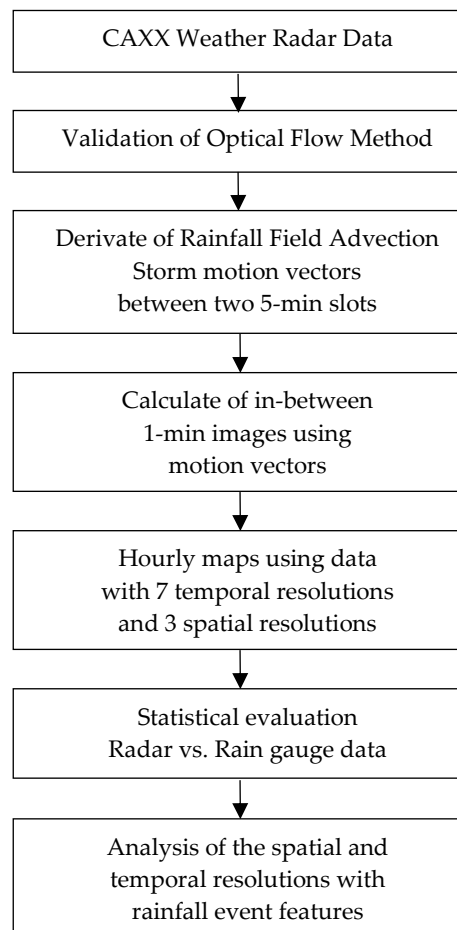 CAXX Weather Radar Data
Validation of Optical Flow Method
Derivate of Rainfall Field Advection
Storm motion vectors
between two 5-min slots
Calculate of in-between
1-min images using
motion vectors
Hourly maps using data
with 7 temporal resolutions
and 3 spatial resolutions
Statistical evaluation
Radar vs. Rain gauge data
Analysis of the spatial and
temporal resolutions with
rainfall event features